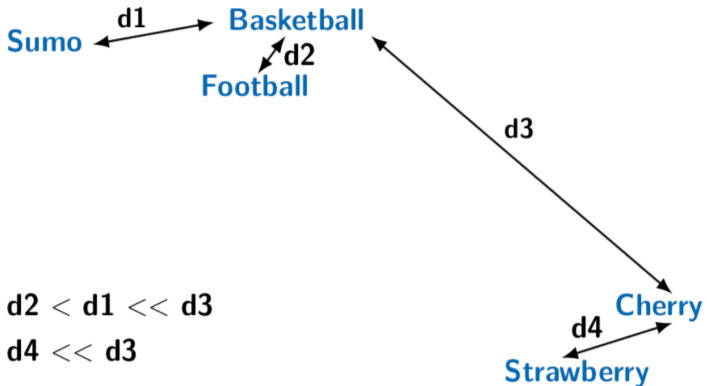 d1
Basketball
Sumo
d2
Football
d3
d2 < d1 << d3
Cherry
d4
d4 << d3
Strawberry